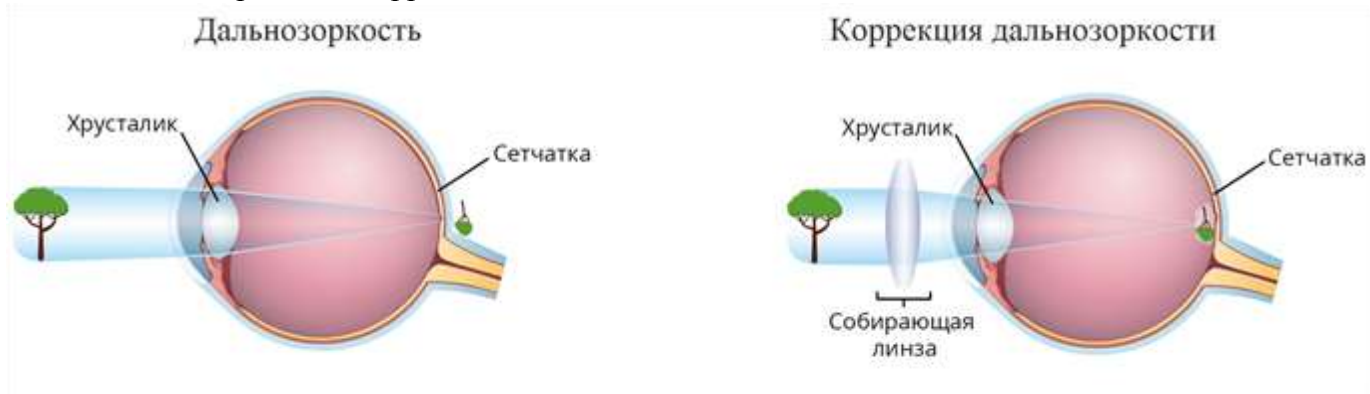 Дальнозоркость
Коррекция дальнозоркости
Хрусталик
Сетчатка
Хрусталик
Сетчатка
Собирающая
линза